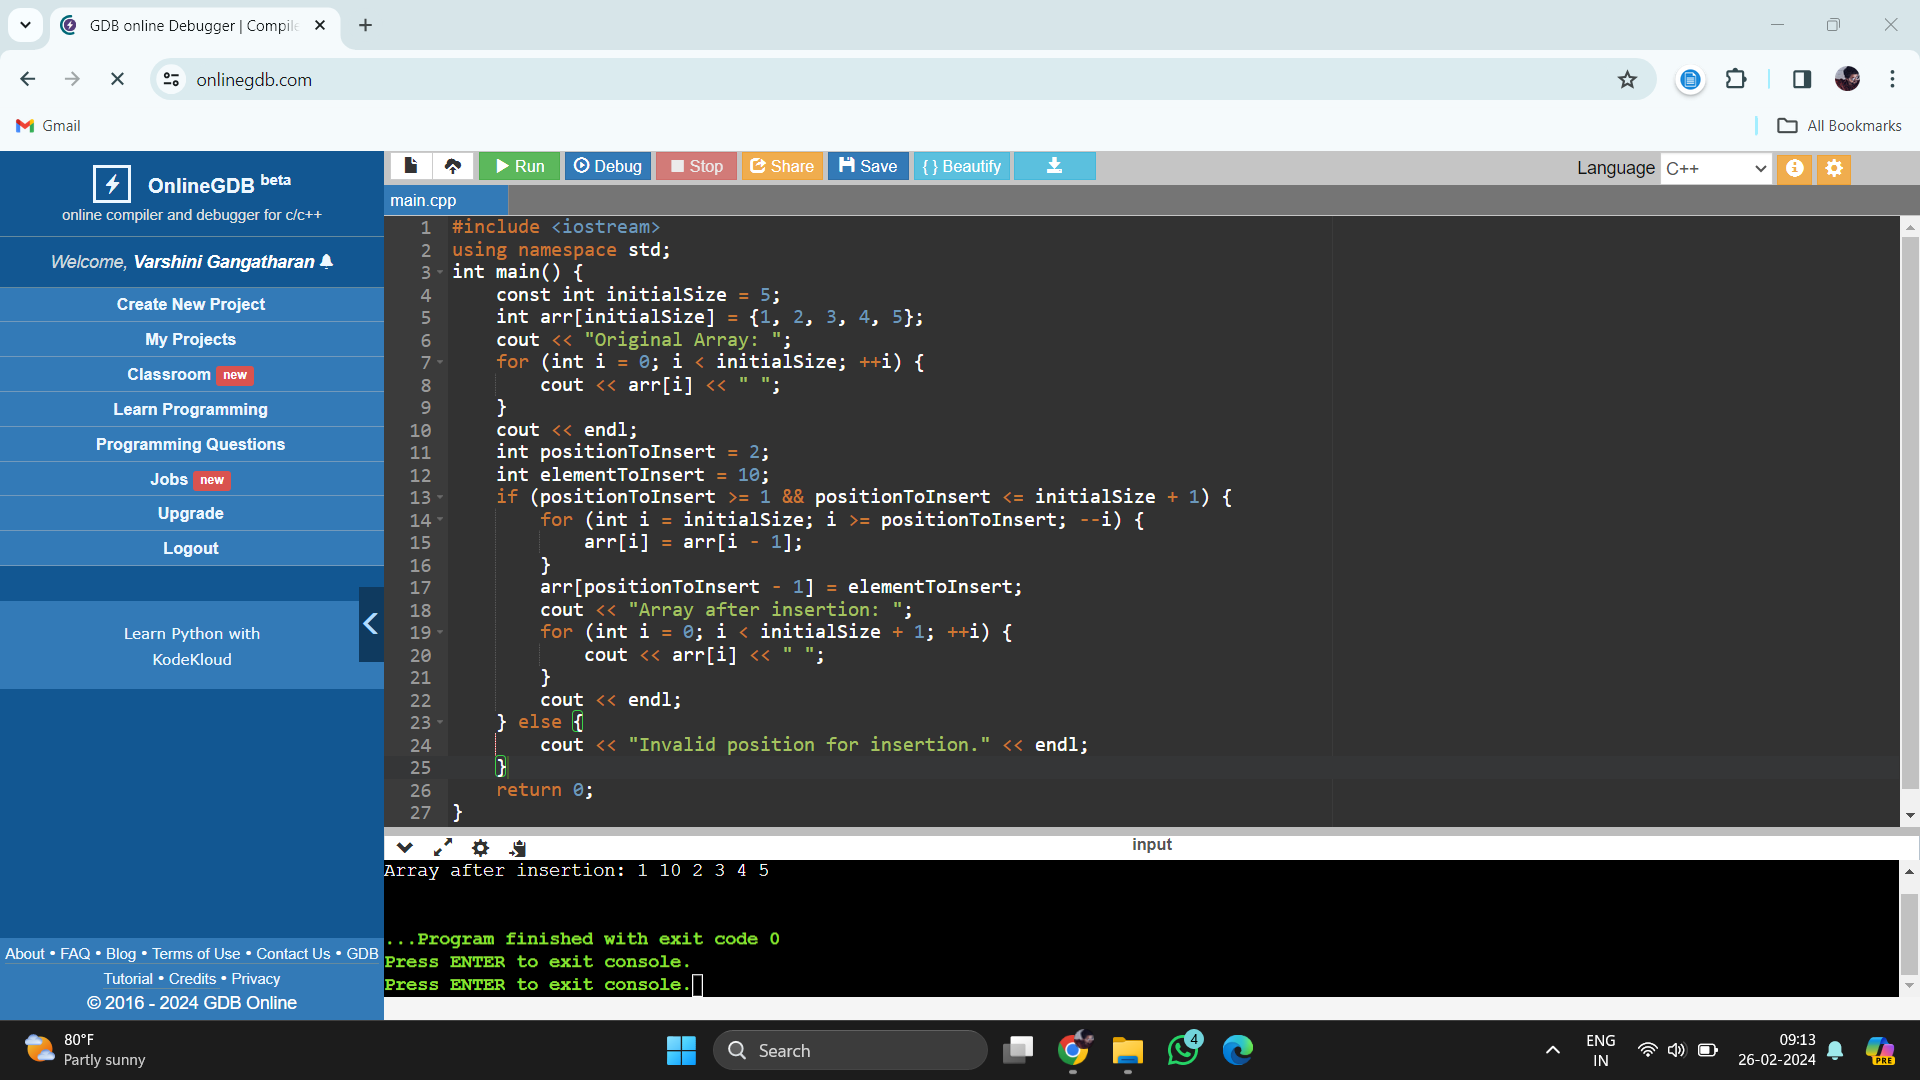 GDB online Debugger | Compile
onlinegdb.com
Gmail
All Bookmarks
OnlineGDB beta
online compiler and debugger for c/c++
Welcome, Varshini Gangatharan
Create New Project
My Projects
Classroom new
Learn Programming
Programming Questions
Jobs new
Upgrade
Logout
Learn Python with
KodeKloud
About • FAQ • Blog • Terms of Use • Contact Us • GDB
Tutorial • Credits • Privacy
© 2016 - 2024 GDB Online
Run Debug Stop Share Save { } Beautify
Language C++
main.cpp
1 #include <iostream>
2 using namespace std;
3 int main() {
4 const int initialSize = 5;
5 int arr[initialSize] = {1, 2, 3, 4, 5};
6 cout << "Original Array: ";
7 for (int i = 0; i < initialSize; ++i) {
8 cout << arr[i] << " ";
9 }
10 cout << endl;
11 int positionToInsert = 2;
12 int elementToInsert = 10;
13 if (positionToInsert >= 1 && positionToInsert <= initialSize + 1) {
14 for (int i = initialSize; i >= positionToInsert; --i) {
15 arr[i] = arr[i - 1];
16 }
17 arr[positionToInsert - 1] = elementToInsert;
18 cout << "Array after insertion: ";
19 for (int i = 0; i < initialSize + 1; ++i) {
20 cout << arr[i] << " ";
21 }
22 cout << endl;
23 } else {
24 cout << "Invalid position for insertion." << endl;
25 }
26 return 0;
27 }
input
Array after insertion: 1 10 2 3 4 5
...Program finished with exit code 0
Press ENTER to exit console.
Press ENTER to exit console.
80°F
Partly sunny
Search
4
ENG
IN
09:13
26-02-2024
PRE